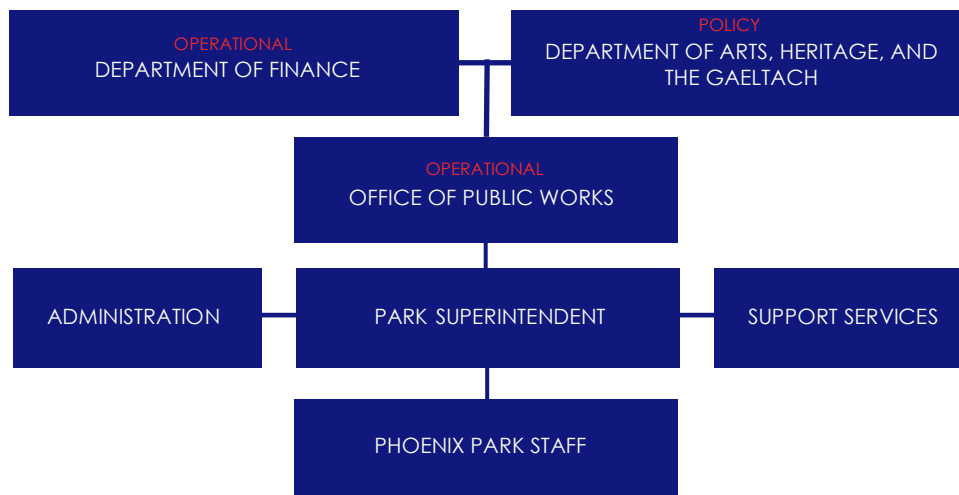 OPERATIONAL
DEPARTMENT OF FINANCE
POLICY
DEPARTMENT OF ARTS, HERITAGE, AND
THE GAELTACH
OPERATIONAL
OFFICE OF PUBLIC WORKS
ADMINISTRATION
PARK SUPERINTENDENT
SUPPORT SERVICES
PHOENIX PARK STAFF